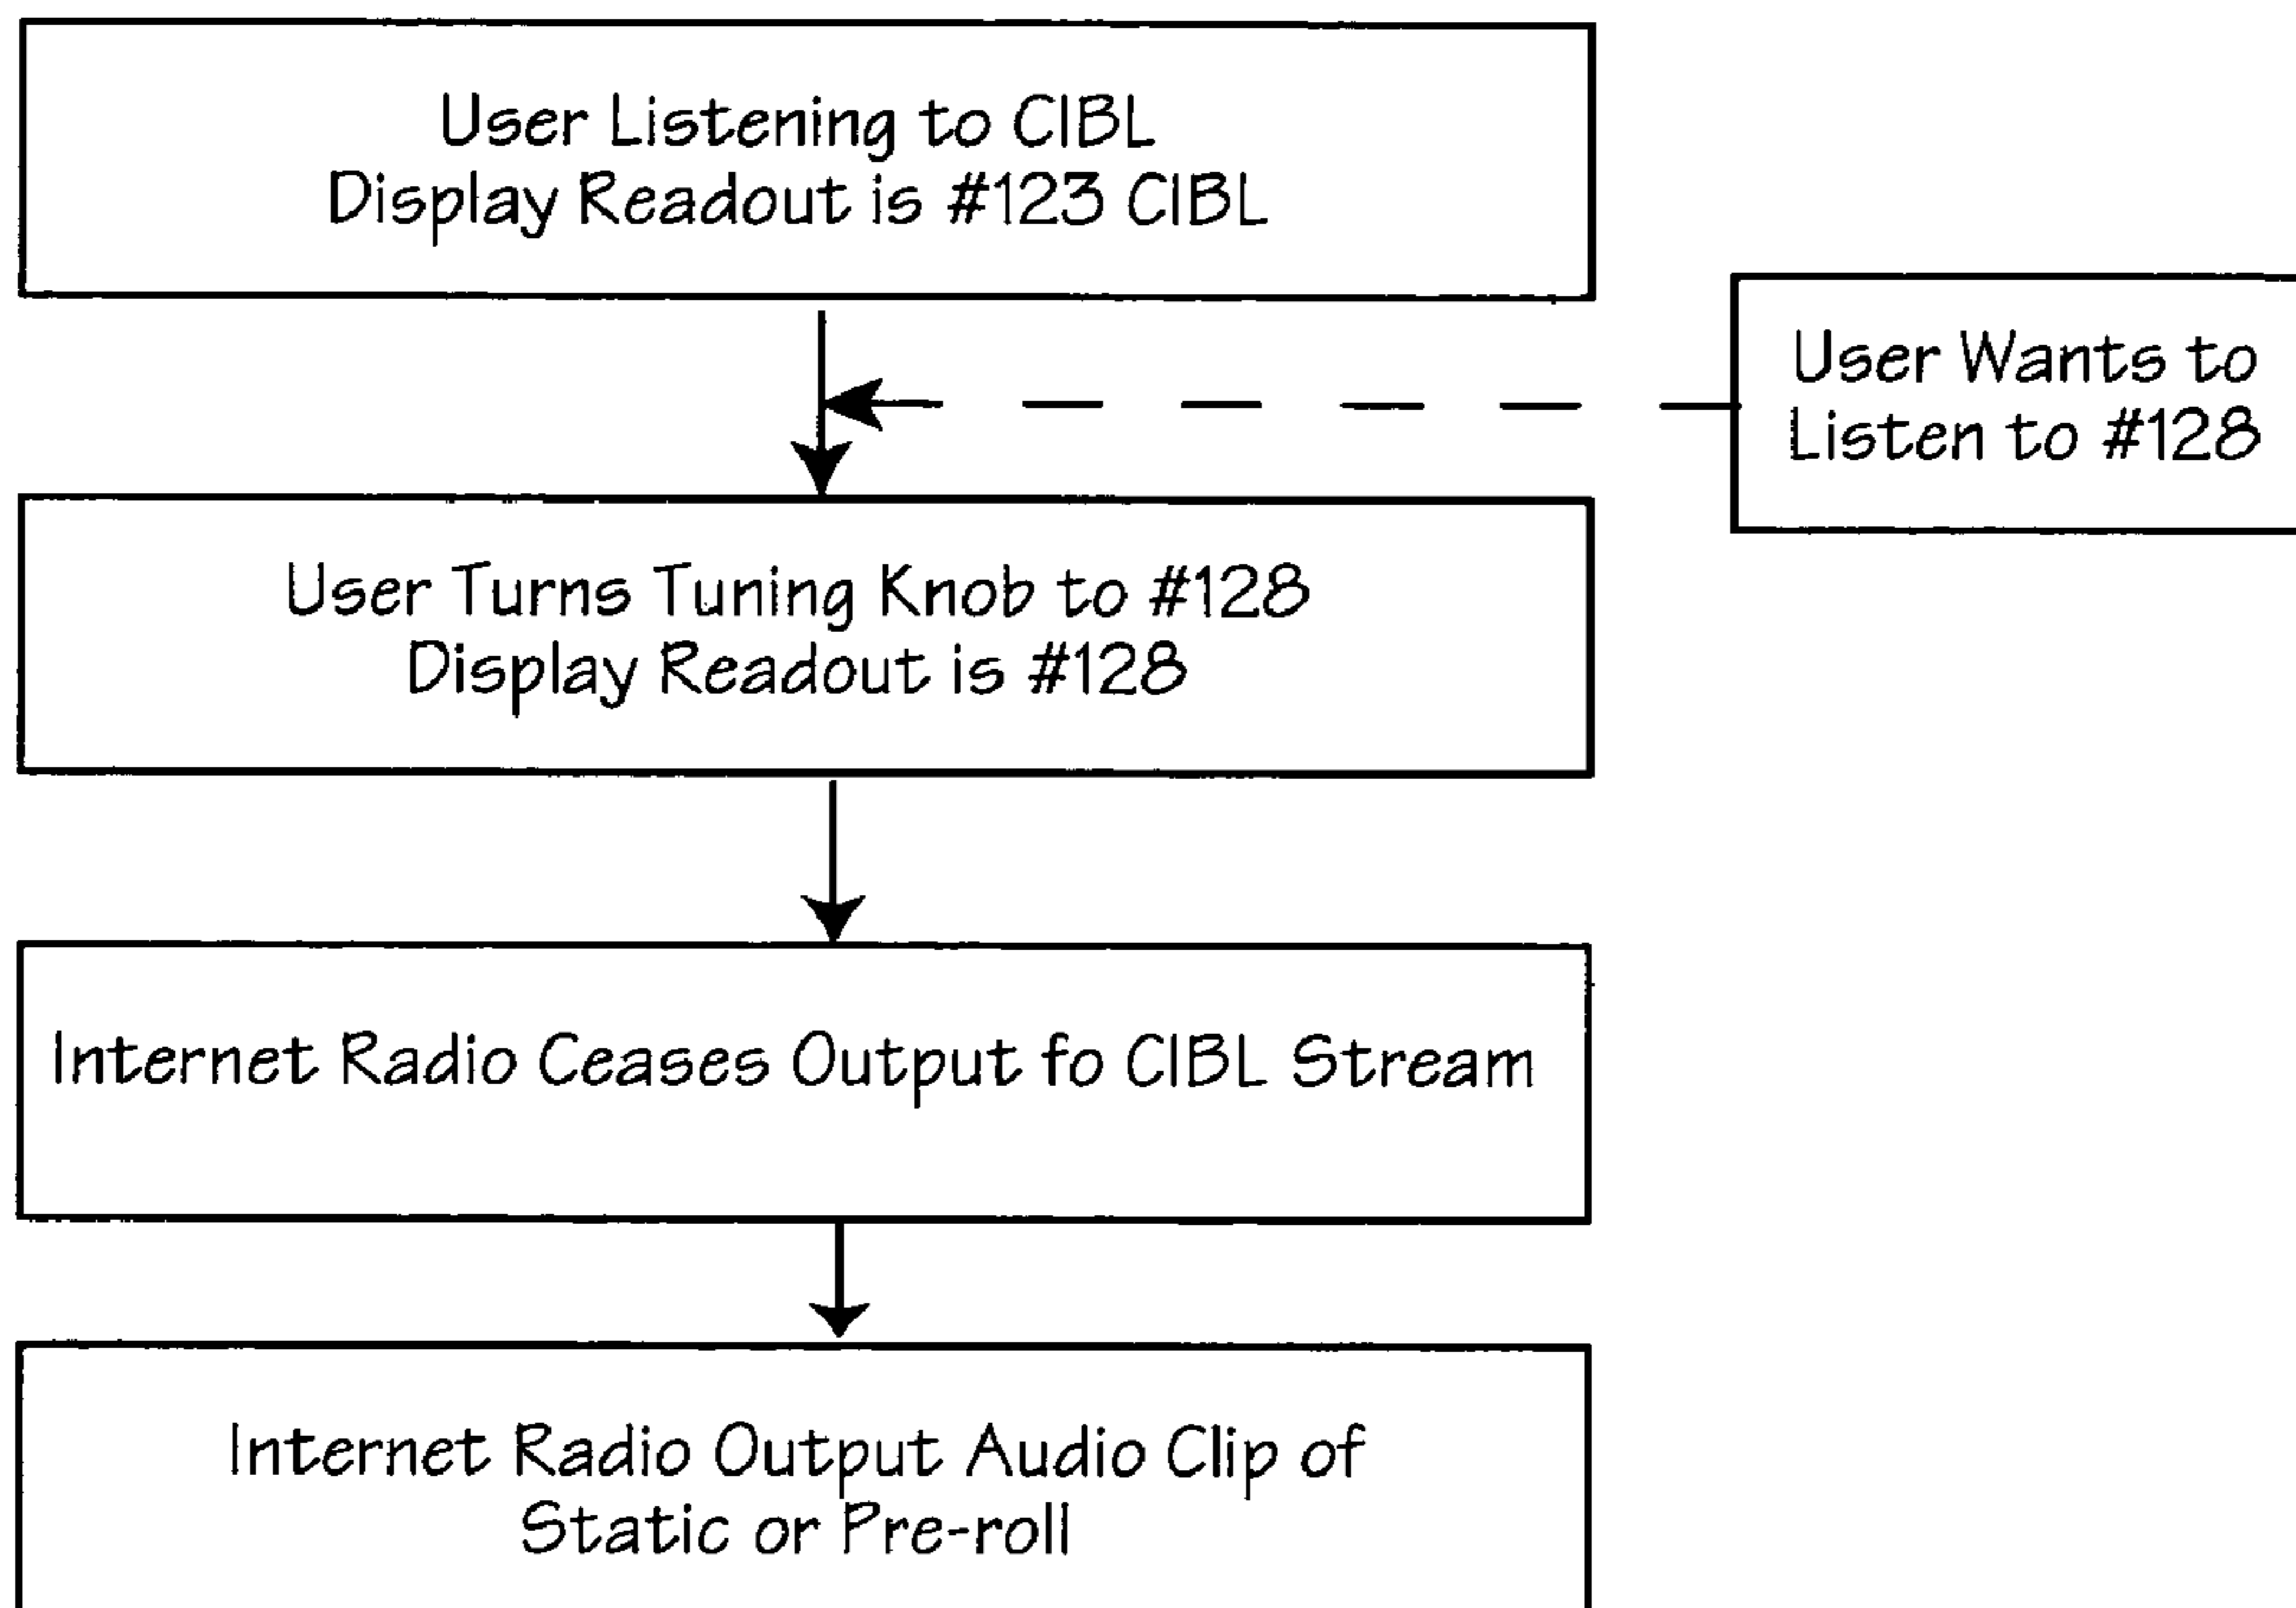 User Listening to CIBL
Display Readout is #123 CIBL
User Wants to
Listen to #128
User Turns Tuning Knob to #128
Display Readout is #128
Internet Radio Ceases Output fo CIBL Stream
Internet Radio Output Audio Clip of
Static or Pre-roll